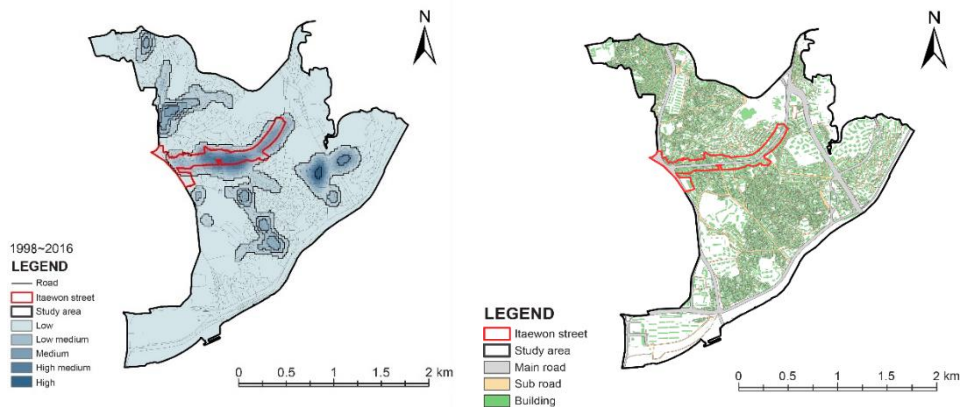 N
1998~2016
LEGEND
Road
Itaewon street
Study area
Low
Low medium
Medium
High medium
High
0 0.5 1 1.5 2 km
N
LEGEND
Itaewon street
Study area
Main road
Sub road
Building
0 0.5 1 1.5 2 km